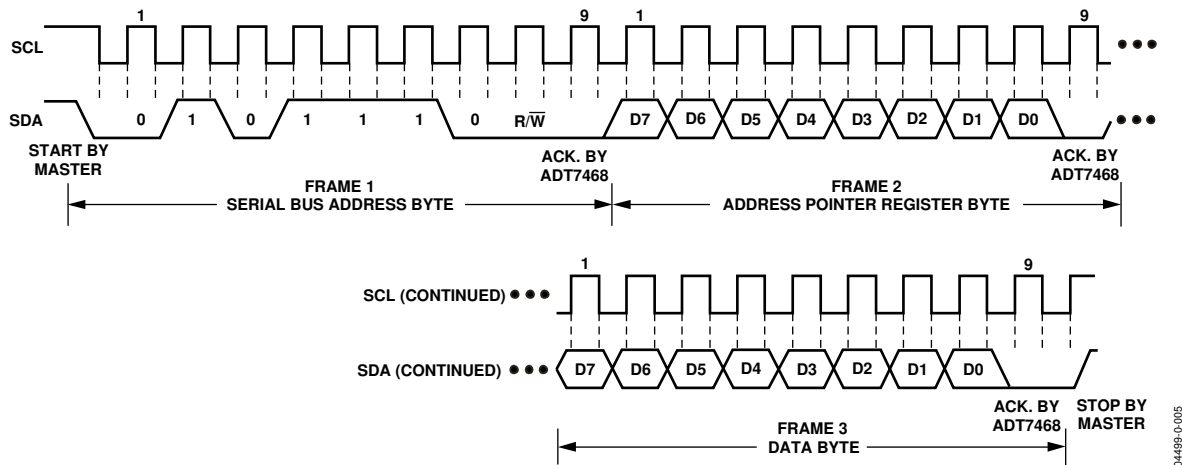 1 9 1 9
SCL
SDA 0 1 0 1 1 1 0 R/W̅ D7 D6 D5 D4 D3 D2 D1 D0
START BY
MASTER
ACK. BY
ADT7468
ACK. BY
ADT7468
FRAME 1
SERIAL BUS ADDRESS BYTE
FRAME 2
ADDRESS POINTER REGISTER BYTE
1 9
SCL (CONTINUED)
SDA (CONTINUED) D7 D6 D5 D4 D3 D2 D1 D0
ACK. BY
ADT7468
STOP BY
MASTER
FRAME 3
DATA BYTE
04499-0-005